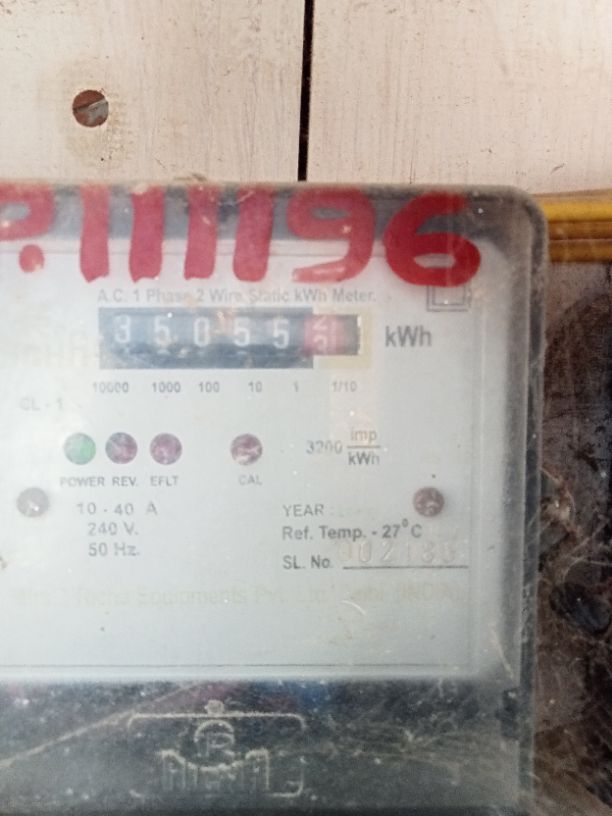 P.111196
A.C. 1 Phase 2 Wire Static kWh Meter.
35055 kWh
10000 1000 100 10 1 1/10
CL - 1
3200 imp/kWh
POWER REV. EFLT CAL
10 - 40 A YEAR
240 V. Ref. Temp. - 27°C
50 Hz. SL. No.